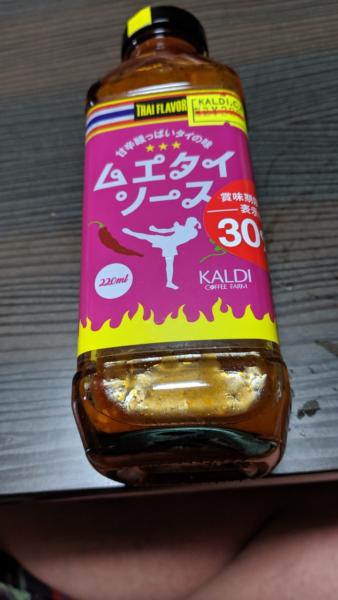 THAI FLAVOR
KALDI
甘辛酸っぱいタイの味
ムエタイ
ソース
賞味期限
表示
30%
220ml
KALDI
COFFEE FARM